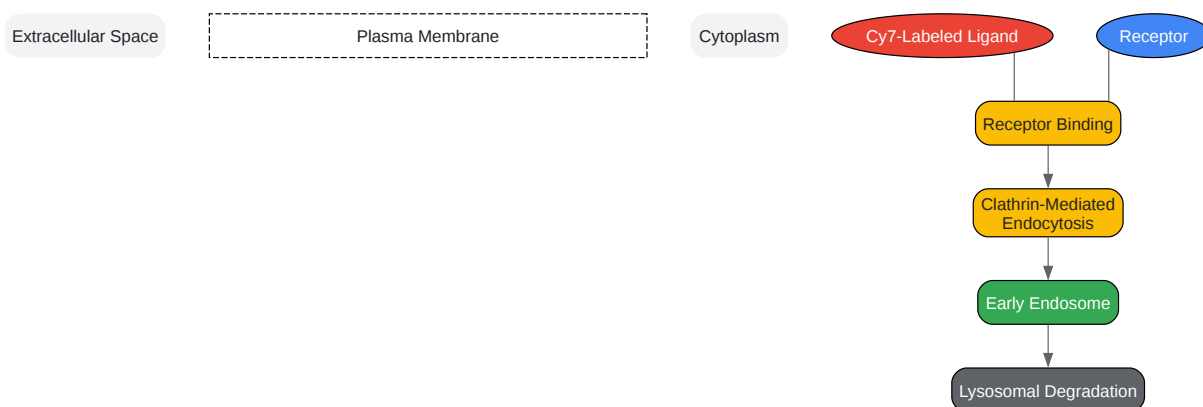 Extracellular Space
Plasma Membrane
Cytoplasm
Cy7-Labeled Ligand
Receptor
Receptor Binding
Clathrin-Mediated
Endocytosis
Early Endosome
Lysosomal Degradation